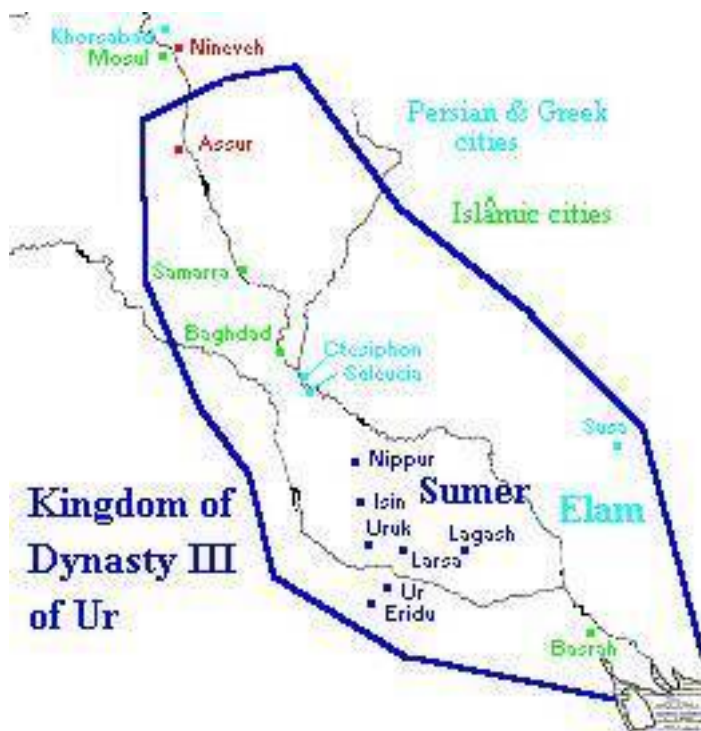 Khorsabad
Nineveh
Mosul
Persian & Greek
cities
Assur
Islâmic cities
Samarra
Baghdad
Ctesiphon
Seleucia
Susa
Nippur
Kingdom of
Dynasty III
of Ur
Sumer
Elam
Isin
Uruk
Lagash
Larsa
Ur
Eridu
Basrah